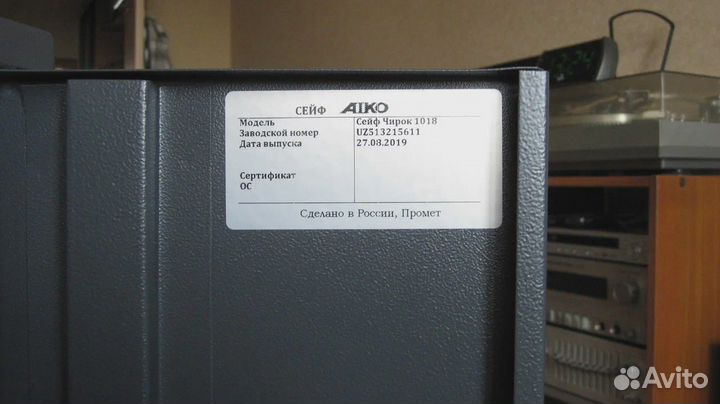 СЕЙФ AIKO
Модель Сейф Чирок 1018
Заводской номер UZ513215611
Дата выпуска 27.08.2019
Сертификат
ОС
Сделано в России, Промет
Avito